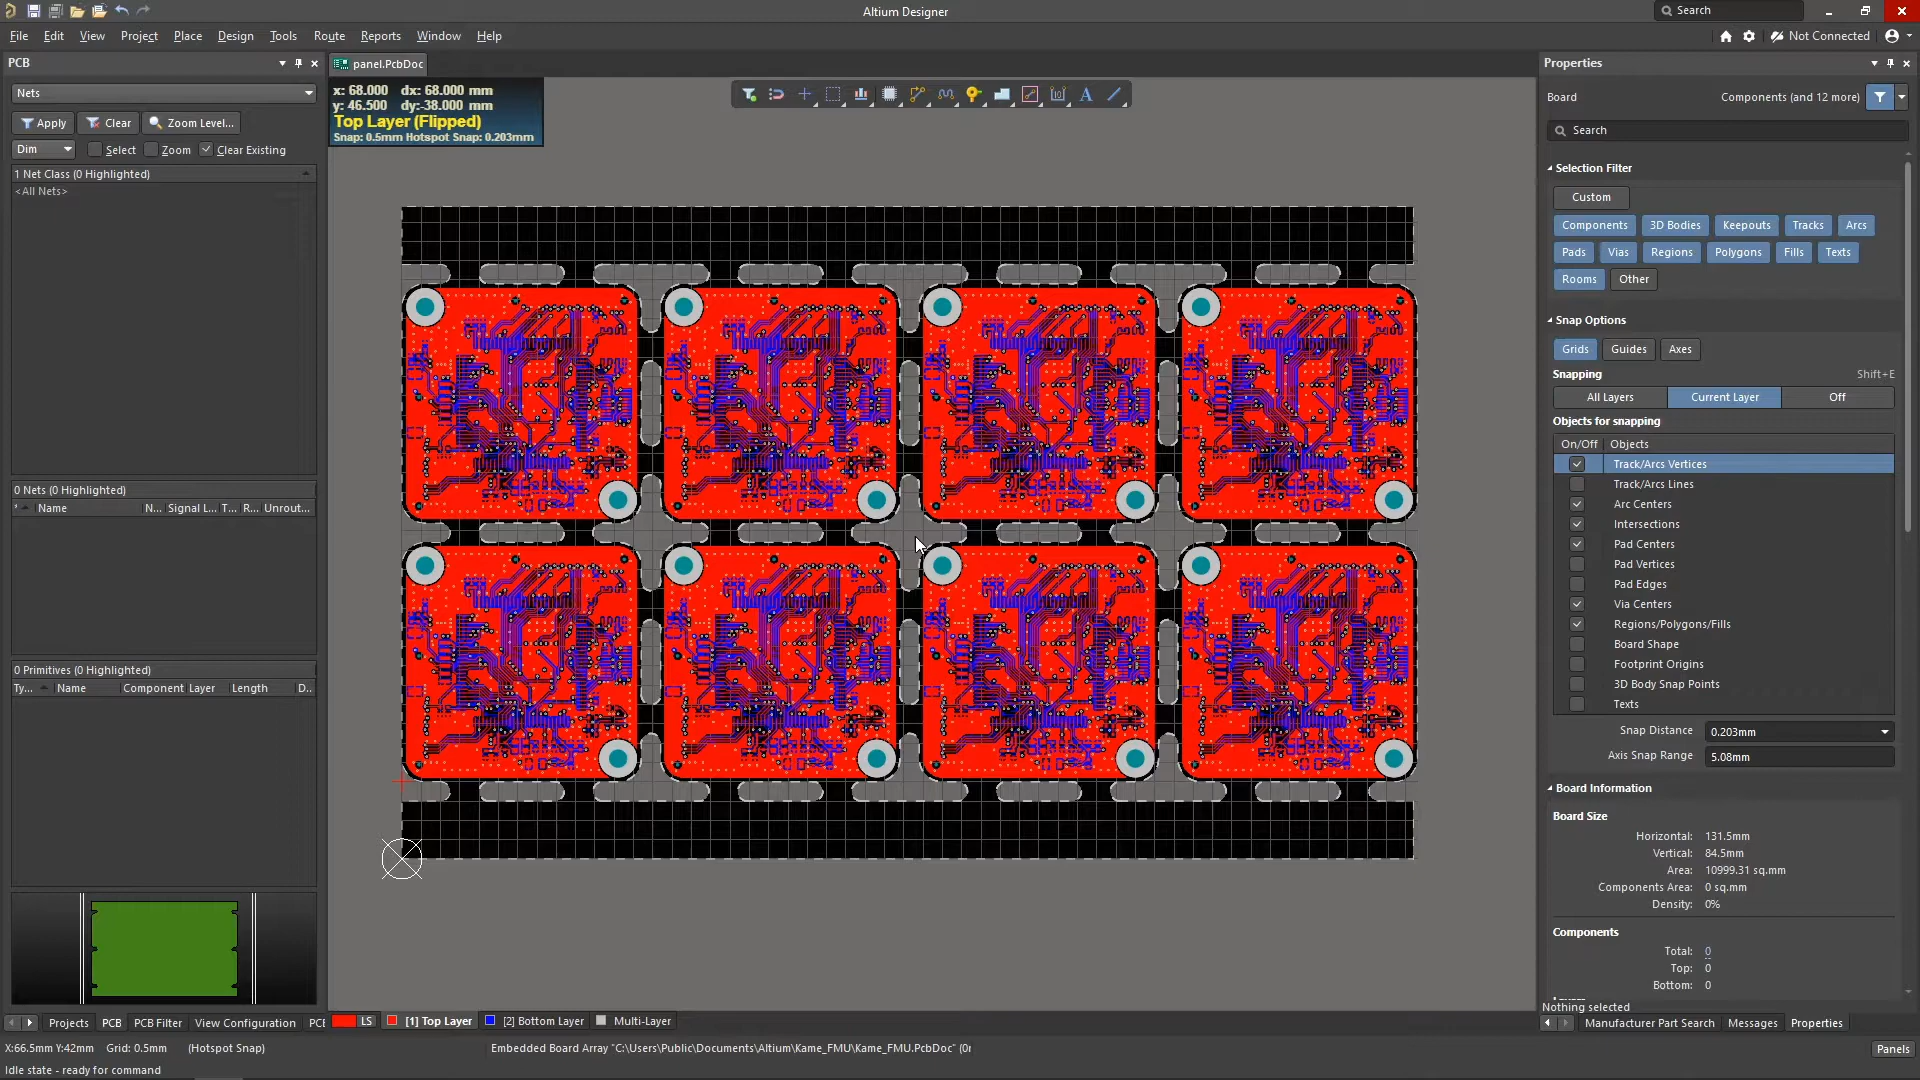 Altium Designer
Search
File Edit View Project Place Design Tools Route Reports Window Help
Not Connected
PCB
panel.PcbDoc
Properties
Nets
Apply Clear Zoom Level...
Dim Select Zoom Clear Existing
1 Net Class (0 Highlighted)
<All Nets>
0 Nets (0 Highlighted)
* Name N... Signal L... T... R... Unrout...
0 Primitives (0 Highlighted)
Ty... Name Component Layer Length D..
x: 68.000 dx: 68.000 mm
y: 46.500 dy:-38.000 mm
Top Layer (Flipped)
Snap: 0.5mm Hotspot Snap: 0.203mm
Board Components (and 12 more)
Search
Selection Filter
Custom
Components 3D Bodies Keepouts Tracks Arcs
Pads Vias Regions Polygons Fills Texts
Rooms Other
Snap Options
Grids Guides Axes
Snapping Shift+E
All Layers Current Layer Off
Objects for snapping
On/Off Objects
Track/Arcs Vertices
Track/Arcs Lines
Arc Centers
Intersections
Pad Centers
Pad Vertices
Pad Edges
Via Centers
Regions/Polygons/Fills
Board Shape
Footprint Origins
3D Body Snap Points
Texts
Snap Distance 0.203mm
Axis Snap Range 5.08mm
Board Information
Board Size
Horizontal: 131.5mm
Vertical: 84.5mm
Area: 10999.31 sq.mm
Components Area: 0 sq.mm
Density: 0%
Components
Total: 0
Top: 0
Bottom: 0
Nothing selected
Projects PCB PCB Filter View Configuration PCE
LS [1] Top Layer [2] Bottom Layer Multi-Layer
Manufacturer Part Search Messages Properties
X:66.5mm Y:42mm Grid: 0.5mm (Hotspot Snap)
Embedded Board Array "C:\Users\Public\Documents\Altium\Kame_FMU\Kame_FMU.PcbDoc" (0r
Panels
Idle state - ready for command